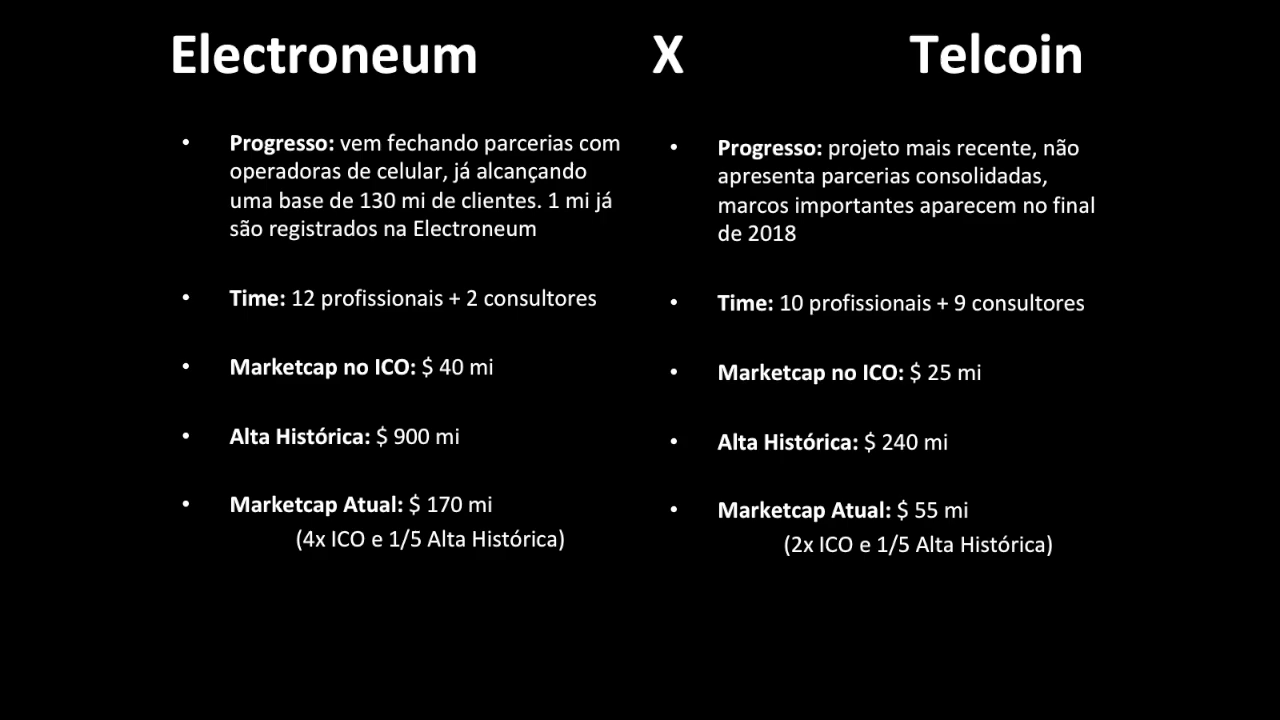 Electroneum X Telcoin
• Progresso: vem fechando parcerias com
operadoras de celular, já alcançando
uma base de 130 mi de clientes. 1 mi já
são registrados na Electroneum
• Time: 12 profissionais + 2 consultores
• Marketcap no ICO: $ 40 mi
• Alta Histórica: $ 900 mi
• Marketcap Atual: $ 170 mi
(4x ICO e 1/5 Alta Histórica)
• Progresso: projeto mais recente, não
apresenta parcerias consolidadas,
marcos importantes aparecem no final
de 2018
• Time: 10 profissionais + 9 consultores
• Marketcap no ICO: $ 25 mi
• Alta Histórica: $ 240 mi
• Marketcap Atual: $ 55 mi
(2x ICO e 1/5 Alta Histórica)